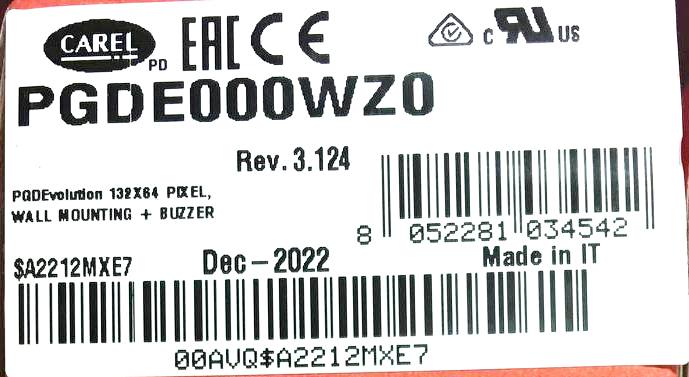 CAREL PD EAC CE c RU US
PGDE000WZ0
Rev. 3.124
PGDEvolution 132X64 PIXEL,
WALL MOUNTING + BUZZER
8 052281 034542
$A2212MXE7 Dec-2022 Made in IT
00AVQ$A2212MXE7